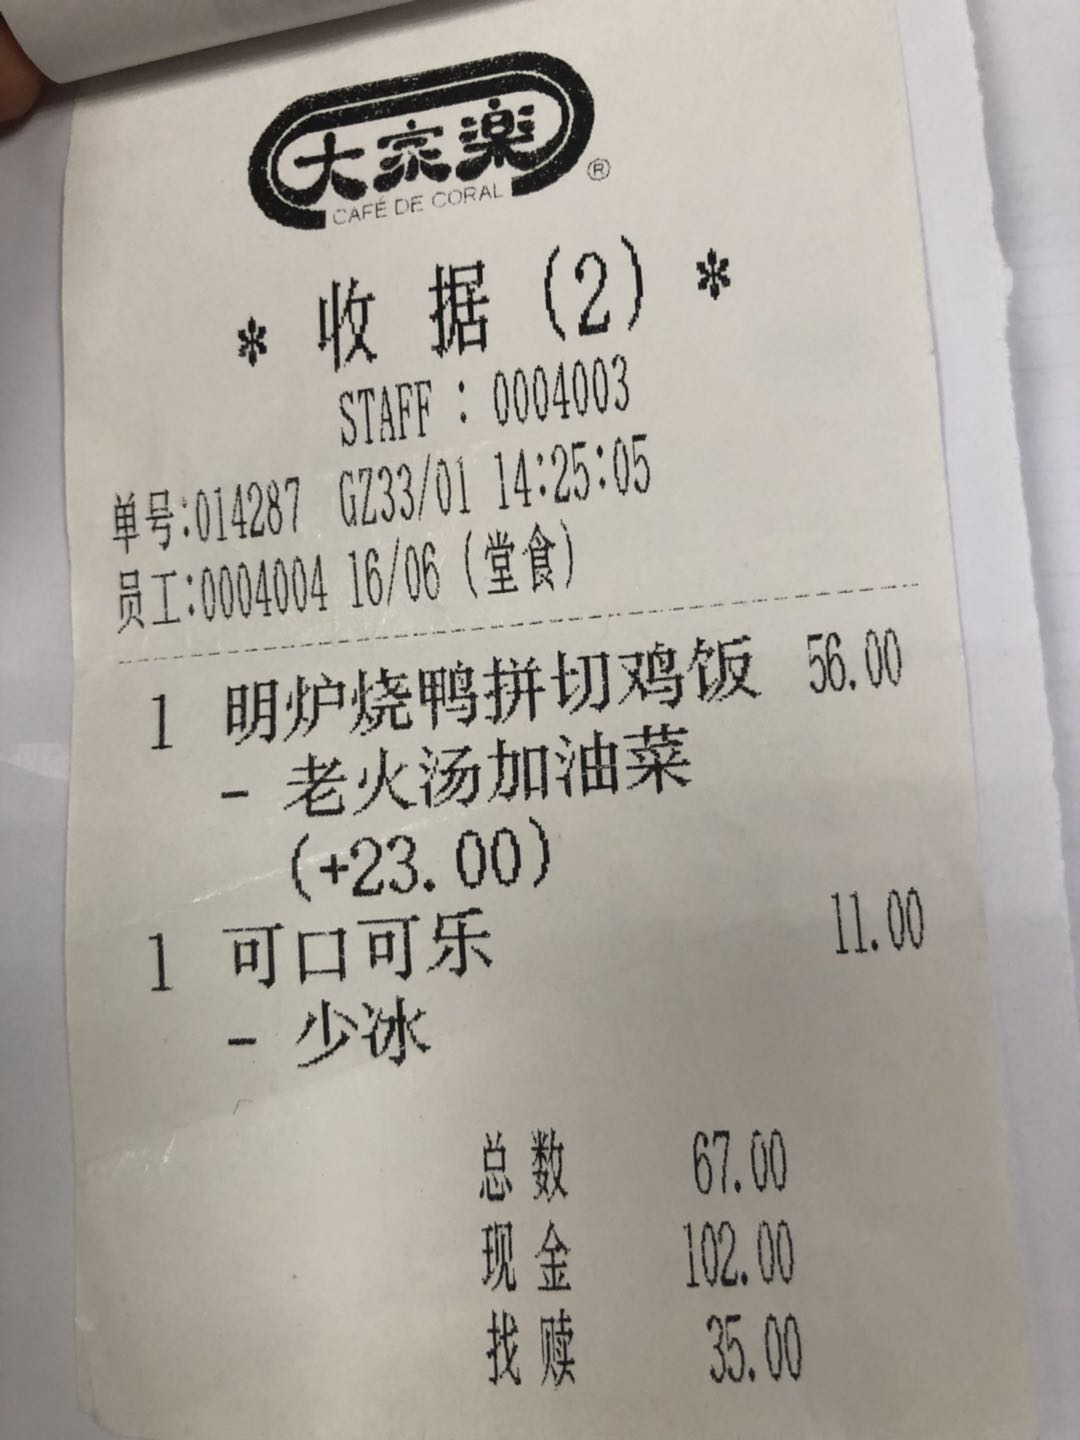 大家樂
CAFÉ DE CORAL ®
* 收 据 (2) *
STAFF : 0004003
单号:014287 GZ33/01 14:25:05
员工:0004004 16/06 (堂食)
1 明炉烧鸭拼切鸡饭 56.00
- 老火汤加油菜
(+23.00)
1 可口可乐 11.00
- 少冰
总数 67.00
现金 102.00
找赎 35.00